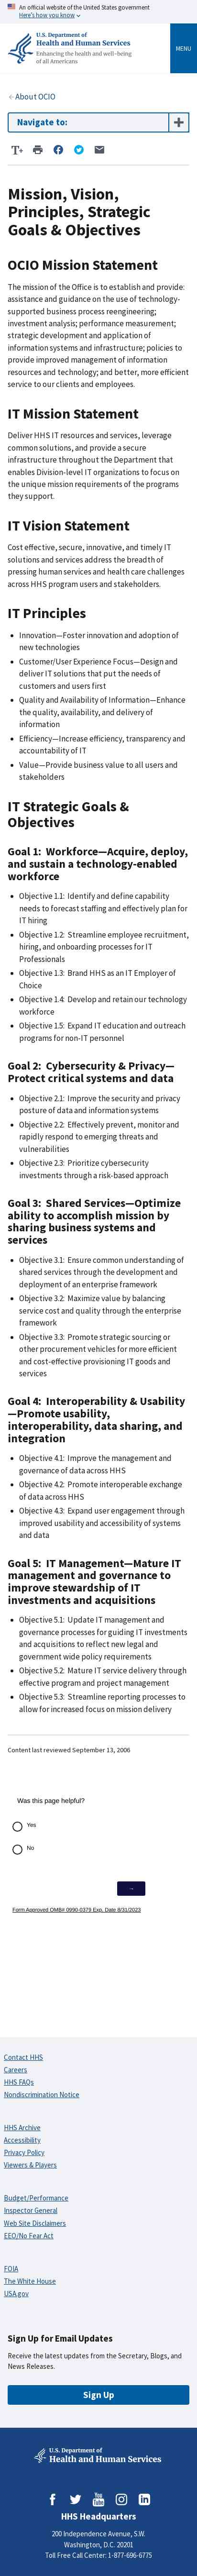 An official website of the United States government
Here's how you know
U.S. Department of
Health and Human Services
Enhancing the health and well-being
of all Americans
MENU
About OCIO
Navigate to:
T+
Mission, Vision,
Principles, Strategic
Goals & Objectives
OCIO Mission Statement
The mission of the Office is to establish and provide:
assistance and guidance on the use of technology-
supported business process reengineering;
investment analysis; performance measurement;
strategic development and application of
information systems and infrastructure; policies to
provide improved management of information
resources and technology; and better, more efficient
service to our clients and employees.
IT Mission Statement
Deliver HHS IT resources and services, leverage
common solutions, and provide a secure
infrastructure throughout the Department that
enables Division-level IT organizations to focus on
the unique mission requirements of the programs
they support.
IT Vision Statement
Cost effective, secure, innovative, and timely IT
solutions and services address the breadth of
expanding human service and health care challenges
across HHS program users and stakeholders.
IT Principles
Innovation—Foster innovation and adoption of
new technologies
Customer/User Experience Focus—Design and
deliver IT solutions that put the needs of
customers and users first
Quality and Availability of Information—Enhance
the quality, availability, and delivery of
information
Efficiency—Increase efficiency, transparency and
accountability of IT
Value—Provide business value to all users and
stakeholders
IT Strategic Goals &
Objectives
Goal 1: Workforce—Acquire, deploy,
and sustain a technology-enabled
workforce
Objective 1.1: Identify and define capability
needs to forecast staffing and effectively plan for
IT hiring
Objective 1.2: Streamline employee recruitment,
hiring, and onboarding processes for IT
Professionals
Objective 1.3: Brand HHS as an IT Employer of
Choice
Objective 1.4: Develop and retain our technology
workforce
Objective 1.5: Expand IT education and outreach
programs for non-IT personnel
Goal 2: Cybersecurity & Privacy—
Protect critical systems and data
Objective 2.1: Improve the security and privacy
posture of data and information systems
Objective 2.2: Effectively prevent, monitor and
rapidly respond to emerging threats and
vulnerabilities
Objective 2.3: Prioritize cybersecurity
investments through a risk-based approach
Goal 3: Shared Services—Optimize
ability to accomplish mission by
sharing business systems and
services
Objective 3.1: Ensure common understanding of
shared services through the development and
deployment of an enterprise framework
Objective 3.2: Maximize value by balancing
service cost and quality through the enterprise
framework
Objective 3.3: Promote strategic sourcing or
other procurement vehicles for more efficient
and cost-effective provisioning IT goods and
services
Goal 4: Interoperability & Usability
—Promote usability,
interoperability, data sharing, and
integration
Objective 4.1: Improve the management and
governance of data across HHS
Objective 4.2: Promote interoperable exchange
of data across HHS
Objective 4.3: Expand user engagement through
improved usability and accessibility of systems
and data
Goal 5: IT Management—Mature IT
management and governance to
improve stewardship of IT
investments and acquisitions
Objective 5.1: Update IT management and
governance processes for guiding IT investments
and acquisitions to reflect new legal and
government wide policy requirements
Objective 5.2: Mature IT service delivery through
effective program and project management
Objective 5.3: Streamline reporting processes to
allow for increased focus on mission delivery
Content last reviewed September 13, 2006
Was this page helpful?
Yes
No
→
Form Approved OMB# 0990-0379 Exp. Date 8/31/2023
Contact HHS
Careers
HHS FAQs
Nondiscrimination Notice
HHS Archive
Accessibility
Privacy Policy
Viewers & Players
Budget/Performance
Inspector General
Web Site Disclaimers
EEO/No Fear Act
FOIA
The White House
USA.gov
Sign Up for Email Updates
Receive the latest updates from the Secretary, Blogs, and
News Releases.
Sign Up
U.S. Department of
Health and Human Services
HHS Headquarters
200 Independence Avenue, S.W.
Washington, D.C. 20201
Toll Free Call Center: 1-877-696-6775